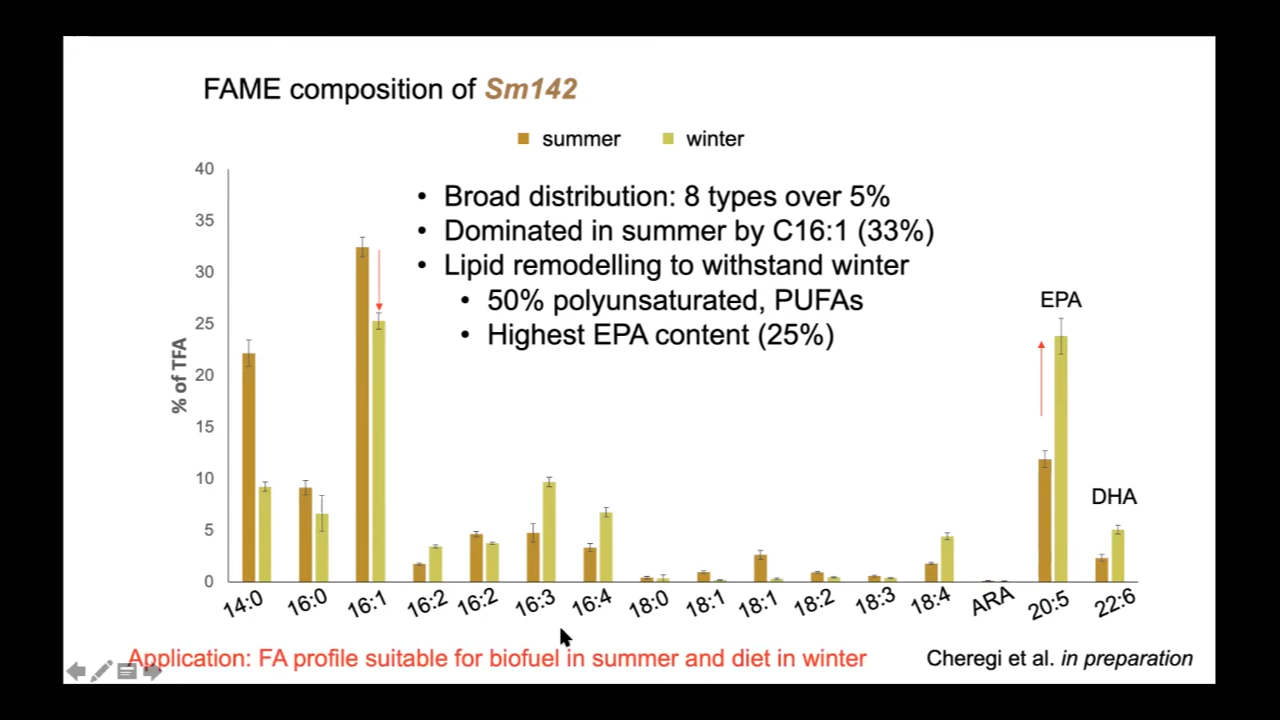 FAME composition of Sm142
summer winter
40
35
30
25
20
15
10
5
0
% of TFA
• Broad distribution: 8 types over 5%
• Dominated in summer by C16:1 (33%)
• Lipid remodelling to withstand winter
• 50% polyunsaturated, PUFAs
• Highest EPA content (25%)
EPA
DHA
14:0 16:0 16:1 16:2 16:2 16:3 16:4 18:0 18:1 18:1 18:2 18:3 18:4 ARA 20:5 22:6
Application: FA profile suitable for biofuel in summer and diet in winter
Cheregi et al. in preparation